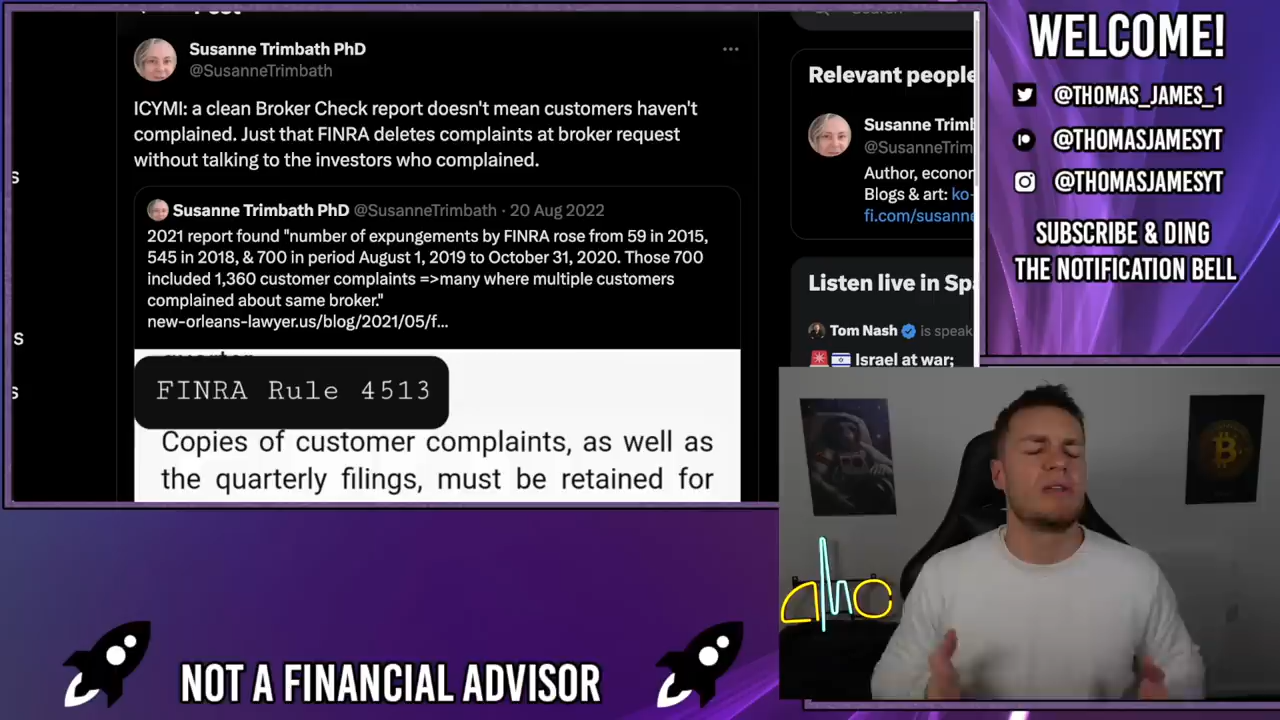 Susanne Trimbath PhD
@SusanneTrimbath
ICYMI: a clean Broker Check report doesn't mean customers haven't
complained. Just that FINRA deletes complaints at broker request
without talking to the investors who complained.
Susanne Trimbath PhD @SusanneTrimbath · 20 Aug 2022
2021 report found "number of expungements by FINRA rose from 59 in 2015,
545 in 2018, & 700 in period August 1, 2019 to October 31, 2020. Those 700
included 1,360 customer complaints =>many where multiple customers
complained about same broker."
new-orleans-lawyer.us/blog/2021/05/f...
FINRA Rule 4513
Copies of customer complaints, as well as
the quarterly filings, must be retained for
Relevant people
Susanne Trimb
@SusanneTrim
Author, econo
Blogs & art: ko-
fi.com/susanne
Listen live in Sp
Tom Nash is speak
Israel at war;
WELCOME!
@THOMAS_JAMES_1
@THOMASJAMESYT
@THOMASJAMESYT
SUBSCRIBE & DING
THE NOTIFICATION BELL
amc
NOT A FINANCIAL ADVISOR